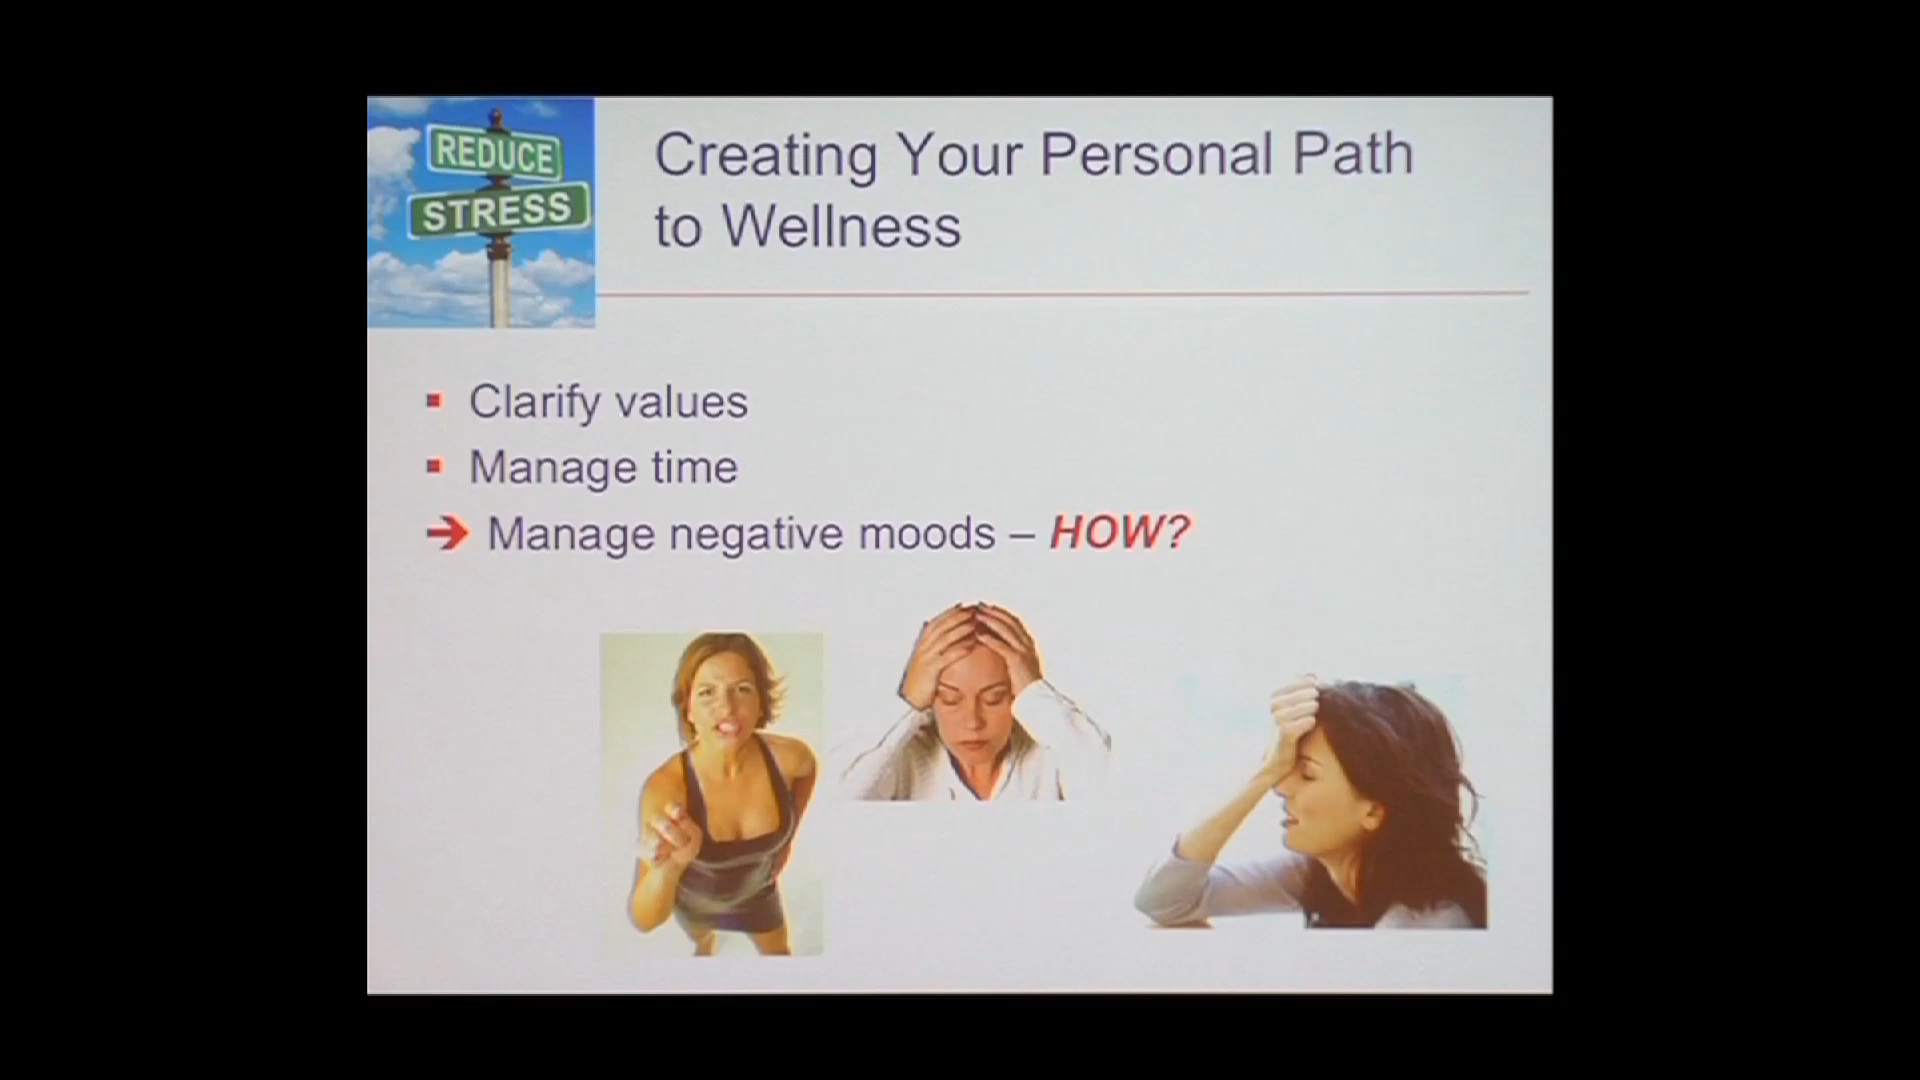 REDUCE
STRESS
Creating Your Personal Path
to Wellness
Clarify values
Manage time
Manage negative moods – HOW?